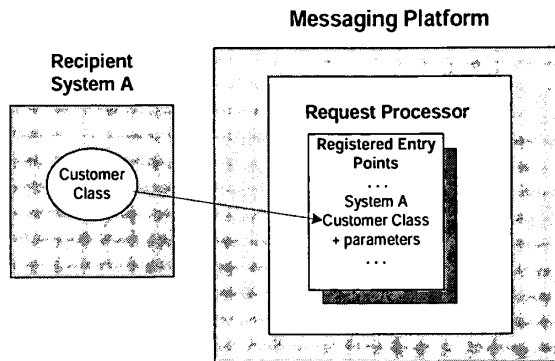 Messaging Platform
Recipient
System A
Customer
Class
Request Processor
Registered Entry
Points
. . .
System A
Customer Class
+ parameters
. . .